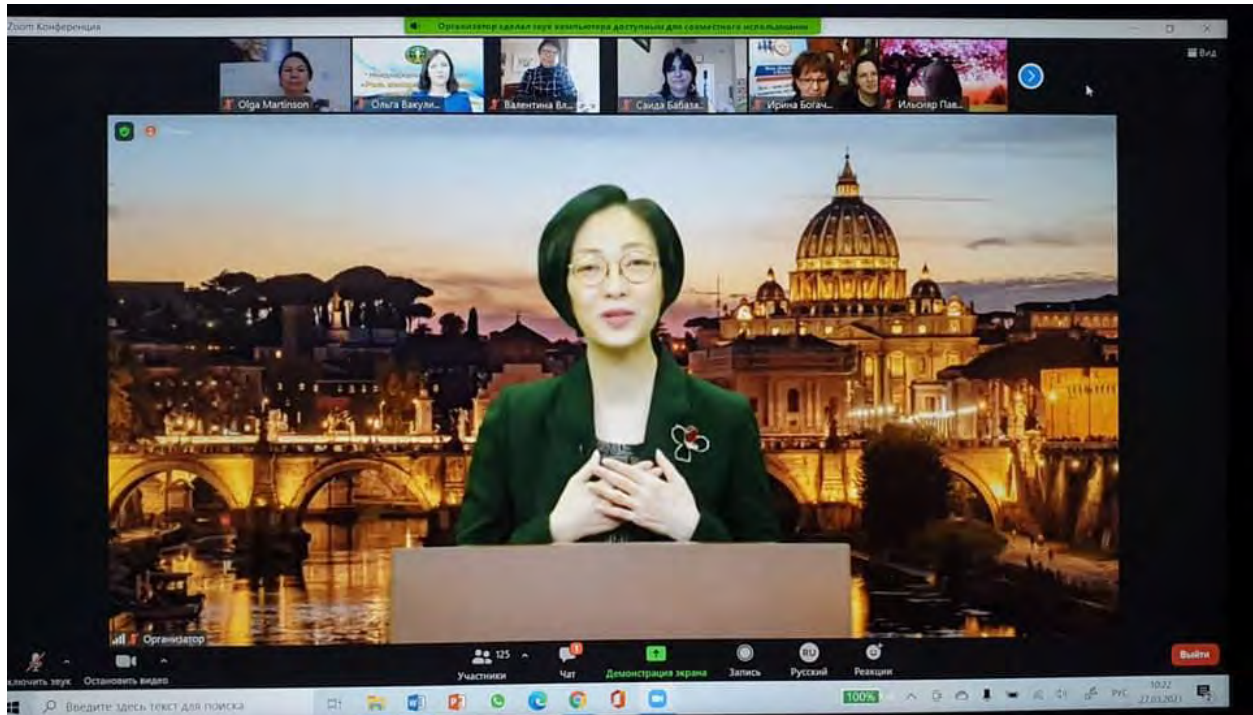 Zoom Конференция
Организатор сделал звук компьютера доступным для совместного использования
Вид
Olga Martinson
Ольга Вакули...
Валентина Вл...
Саида Бабаза...
Ирина Богач...
Ильсияр Пав...
Организатор
ключить звук
Остановить видео
125
Участники
Чат
Демонстрация экрана
Запись
RU
Русский
Реакции
Выйти
Введите здесь текст для поиска
100%
РУС
10:22
27.03.2021